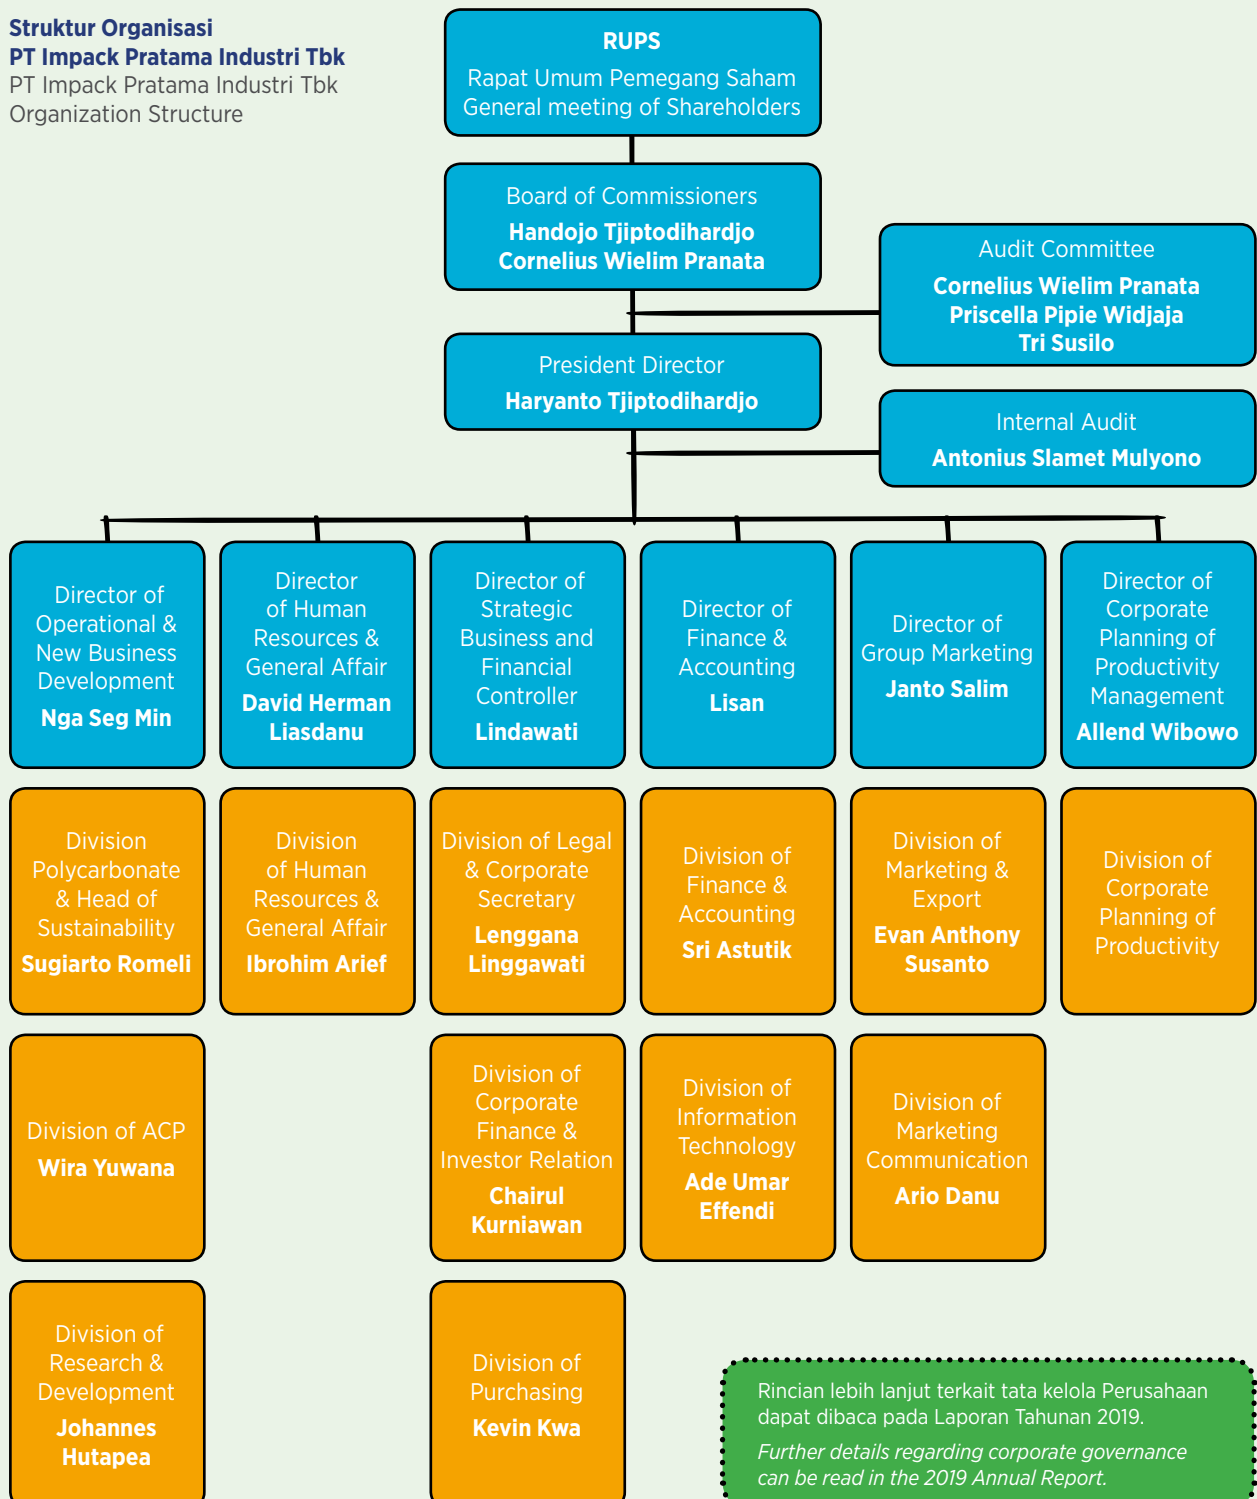 Struktur Organisasi
PT Impack Pratama Industri Tbk
PT Impack Pratama Industri Tbk
Organization Structure
RUPS
Rapat Umum Pemegang Saham
General meeting of Shareholders
Board of Commissioners
Handojo Tjiptodihardjo
Cornelius Wielim Pranata
Audit Committee
Cornelius Wielim Pranata
Priscella Pipie Widjaja
Tri Susilo
President Director
Haryanto Tjiptodihardjo
Internal Audit
Antonius Slamet Mulyono
Director of
Operational &
New Business
Development
Nga Seg Min
Director
of Human
Resources &
General Affair
David Herman
Liasdanu
Director of
Strategic
Business and
Financial
Controller
Lindawati
Director of
Finance &
Accounting
Lisan
Director of
Group Marketing
Janto Salim
Director of
Corporate
Planning of
Productivity
Management
Allend Wibowo
Division
Polycarbonate
& Head of
Sustainability
Sugiarto Romeli
Division
of Human
Resources &
General Affair
Ibrohim Arief
Division of Legal
& Corporate
Secretary
Lenggana
Linggawati
Division of
Finance &
Accounting
Sri Astutik
Division of
Marketing &
Export
Evan Anthony
Susanto
Division of
Corporate
Planning of
Productivity
Division of ACP
Wira Yuwana
Division of
Corporate
Finance &
Investor Relation
Chairul
Kurniawan
Division of
Information
Technology
Ade Umar
Effendi
Division of
Marketing
Communication
Ario Danu
Division of
Research &
Development
Johannes
Hutapea
Division of
Purchasing
Kevin Kwa
Rincian lebih lanjut terkait tata kelola Perusahaan
dapat dibaca pada Laporan Tahunan 2019.
Further details regarding corporate governance
can be read in the 2019 Annual Report.